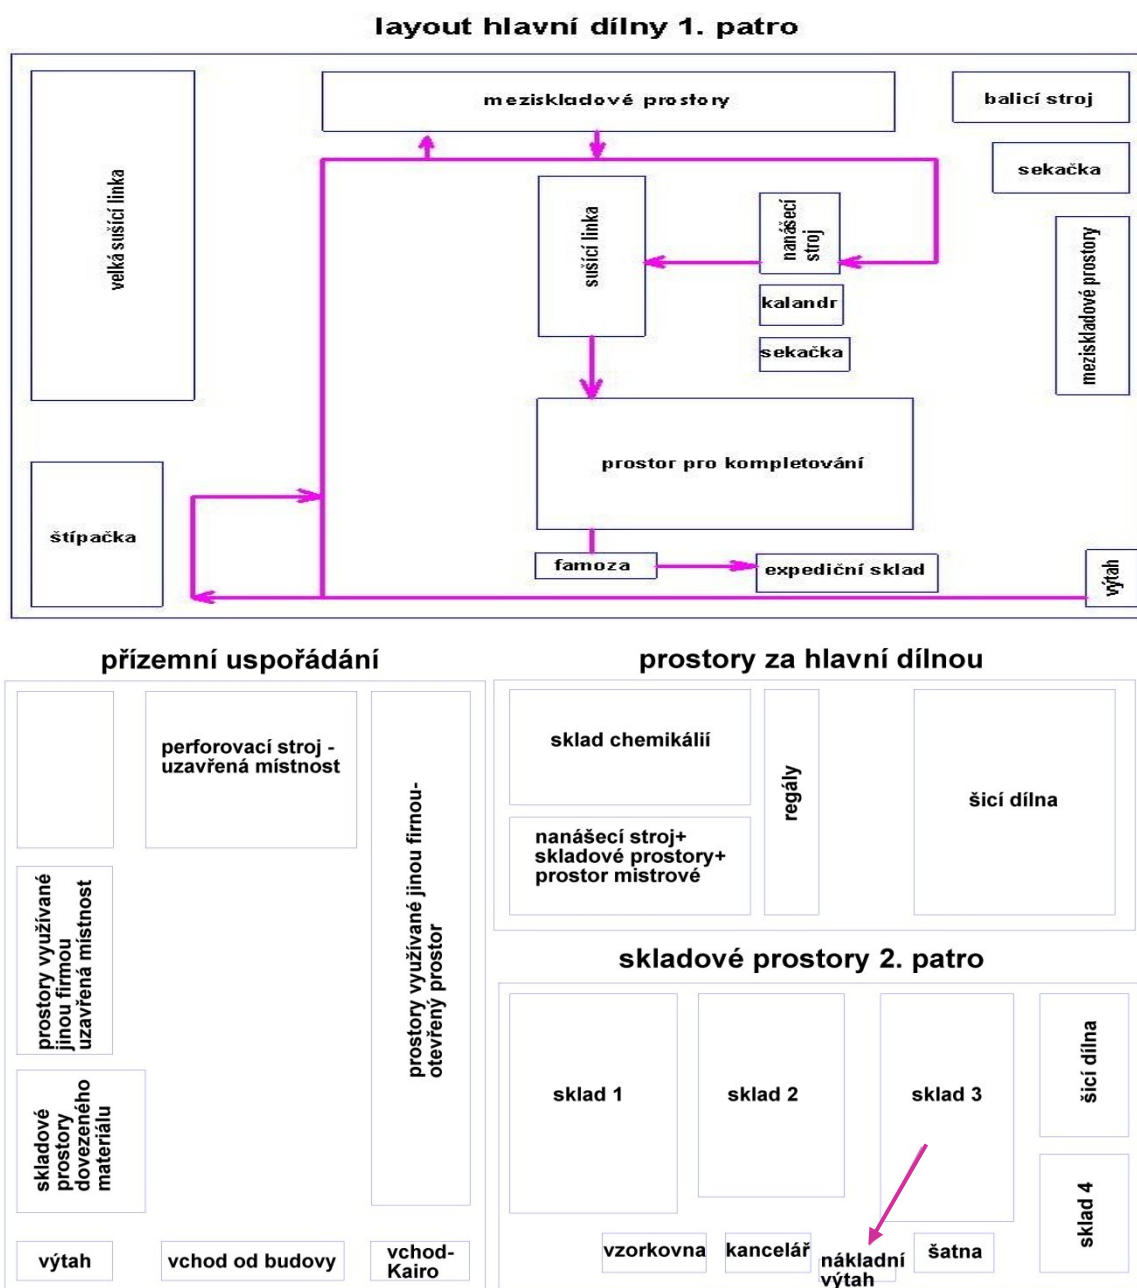 layout hlavní dílny 1. patro
meziskladové prostory
balicí stroj
sekačka
velká sušící linka
sušící linka
nanášecí
stroj
meziskladové prostory
kalandr
sekačka
prostor pro kompletování
štípačka
famoza
expediční sklad
výtah
přízemní uspořádání
perforovací stroj -
uzavřená místnost
prostory využívané jinou firnou-
otevřený prostor
prostory využívané
jinou firmou
uzavřená místnost
skladové
prostory
dovezeného
materiálu
výtah
vchod od budovy
vchod-
Kairo
prostory za hlavní dílnou
sklad chemikálií
regály
šicí dílna
nanášecí stroj+
skladové prostory+
prostor mistrové
skladové prostory 2. patro
sklad 1
sklad 2
sklad 3
šicí dílna
sklad 4
vzorkovna
kancelář
nákladní
výtah
šatna